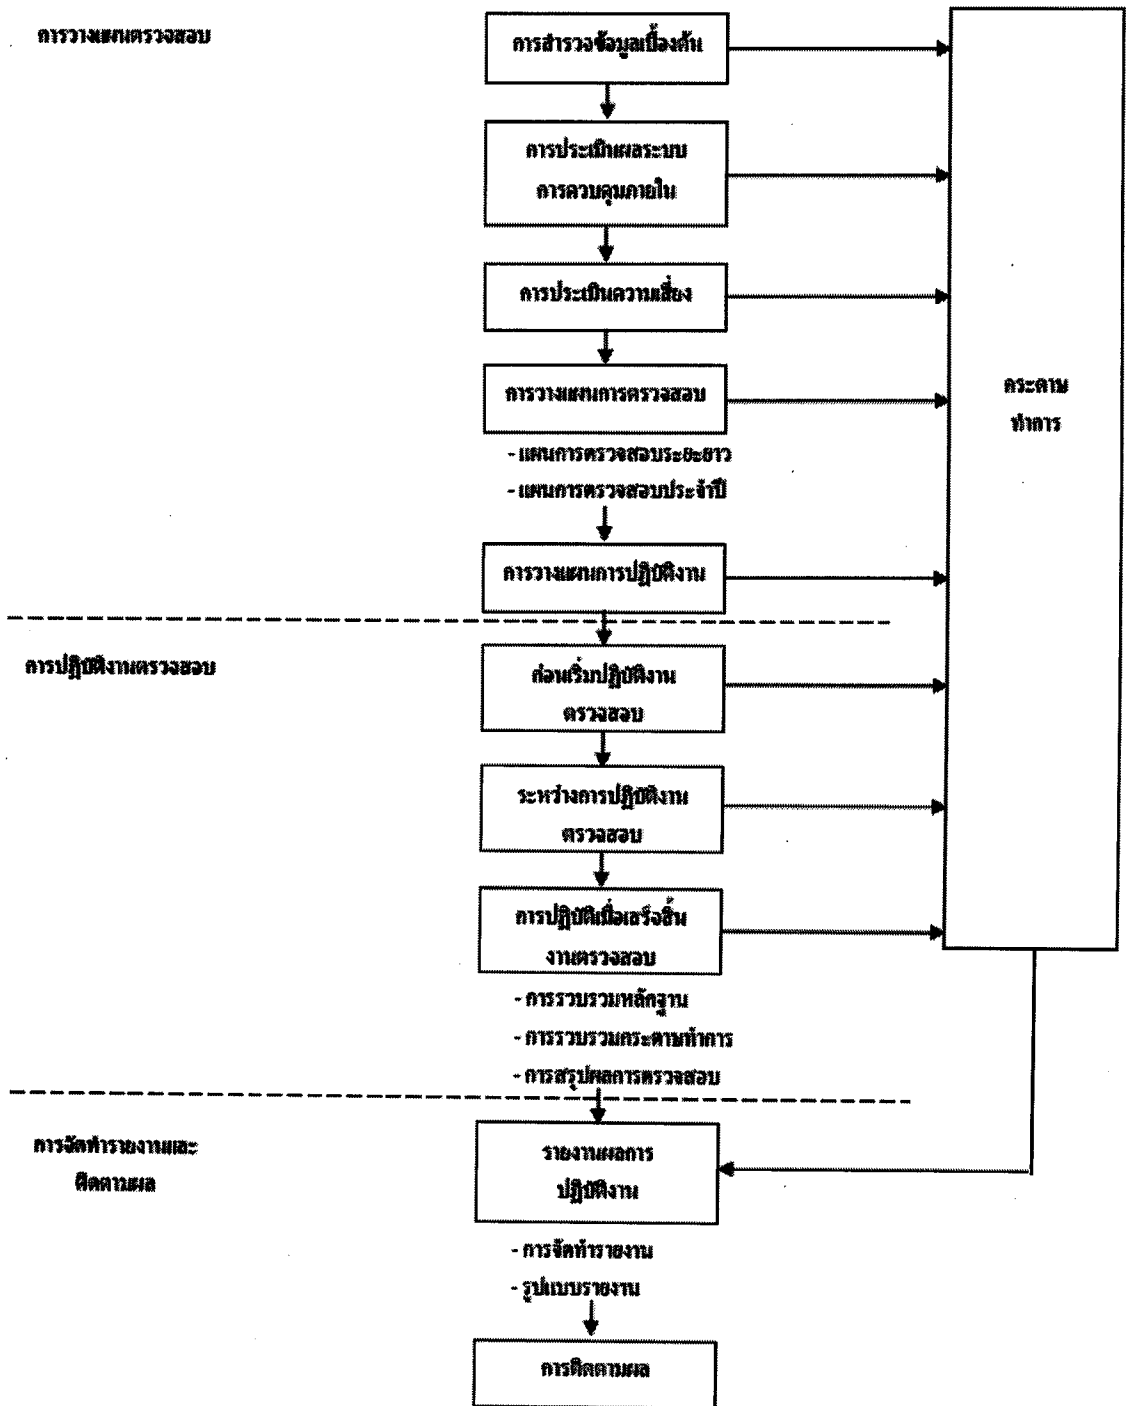 การวางแผนตรวจสอบ
การสำรวจข้อมูลเบื้องต้น
การประเมินผลระบบ
การควบคุมภายใน
การประเมินความเสี่ยง
การวางแผนการตรวจสอบ
- แผนการตรวจสอบระยะยาว
- แผนการตรวจสอบประจำปี
การวางแผนการปฏิบัติงาน
กระดาษ
ทำการ
การปฏิบัติงานตรวจสอบ
ก่อนเริ่มปฏิบัติงาน
ตรวจสอบ
ระหว่างการปฏิบัติงาน
ตรวจสอบ
การปฏิบัติเมื่อเสร็จสิ้น
งานตรวจสอบ
- การรวบรวมหลักฐาน
- การรวบรวมกระดาษทำการ
- การสรุปผลการตรวจสอบ
การจัดทำรายงานและ
ติดตามผล
รายงานผลการ
ปฏิบัติงาน
- การจัดทำรายงาน
- รูปแบบรายงาน
การติดตามผล